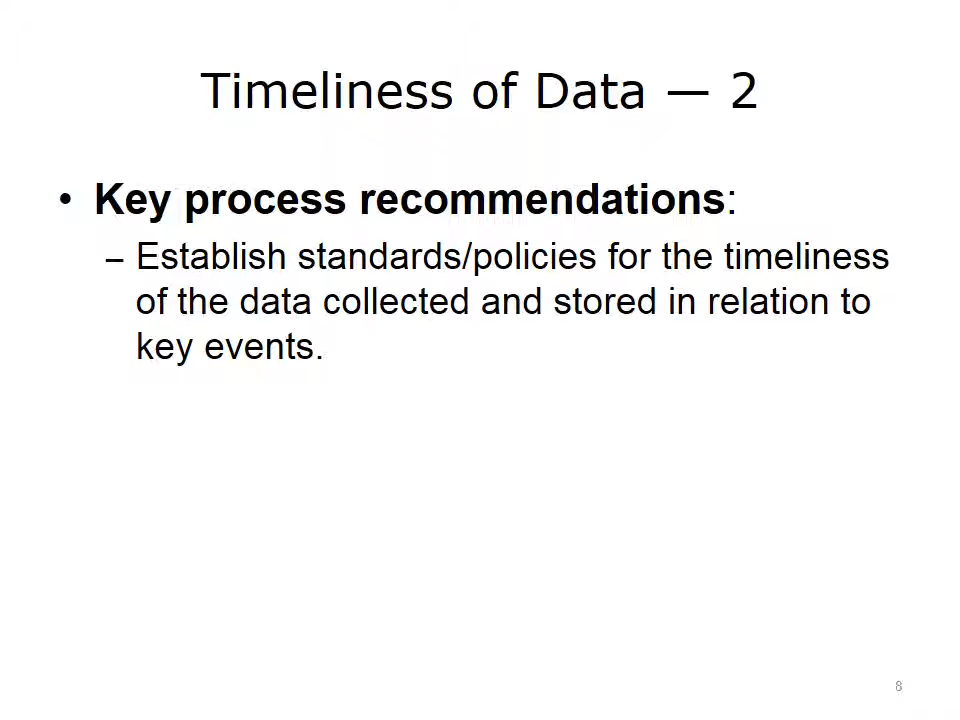 Timeliness of Data — 2
• Key process recommendations:
– Establish standards/policies for the timeliness
of the data collected and stored in relation to
key events.
8